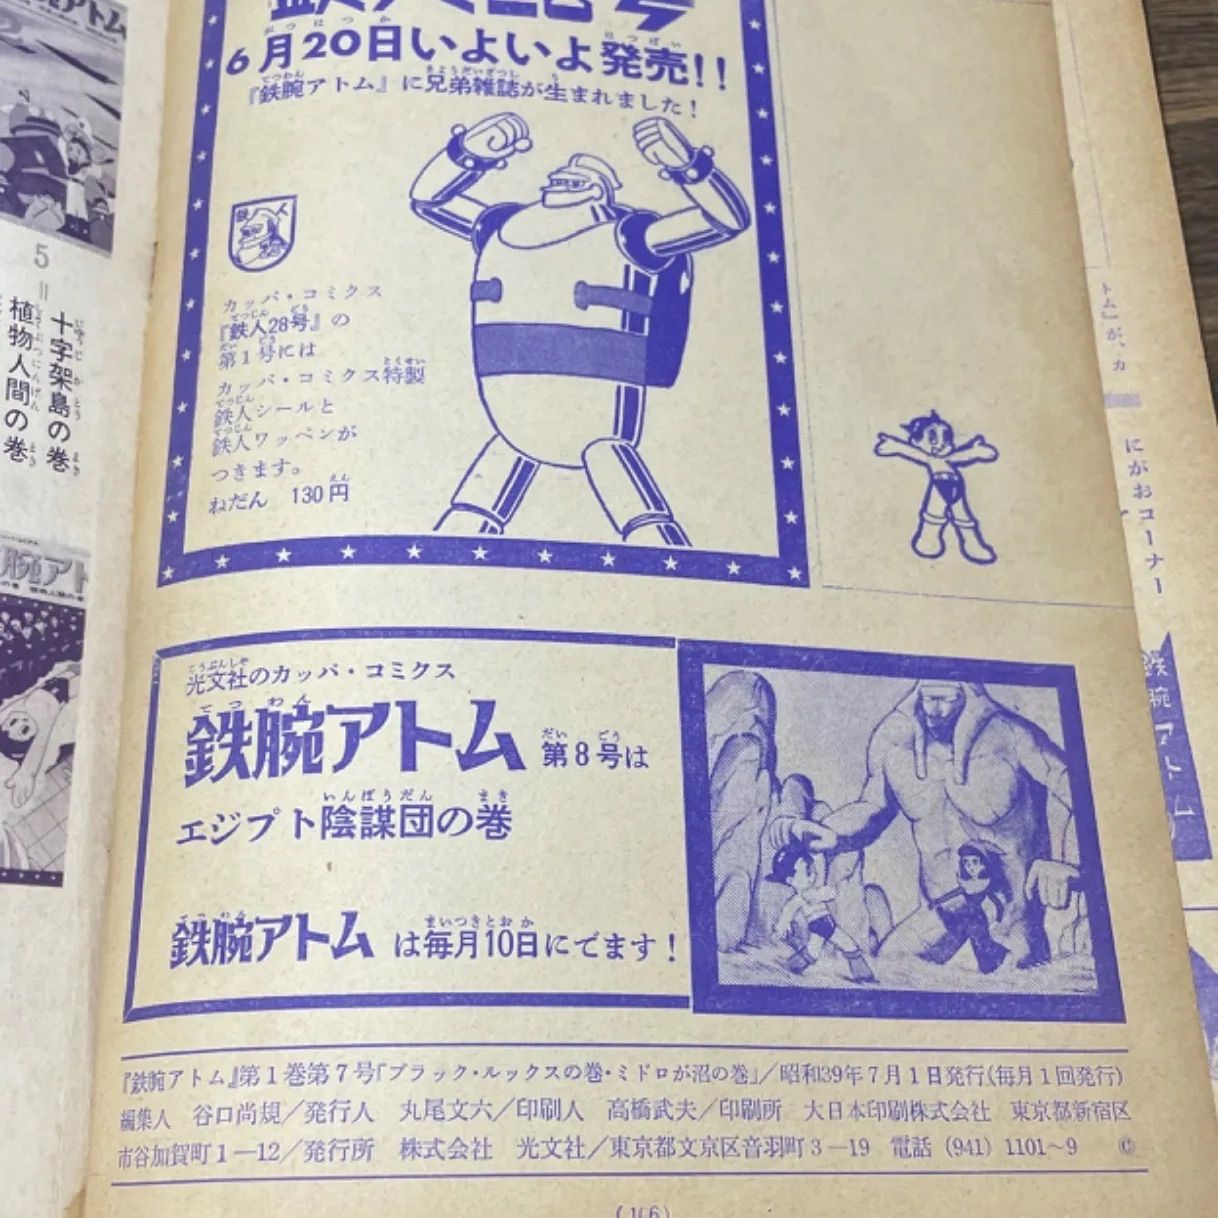 6月20日いよいよ発売!!
『鉄腕アトム』に兄弟雑誌が生まれました!
カッパ・コミクス
『鉄人28号』の
第1号には
カッパ・コミクス特製
鉄人シールと
鉄人ワッペンが
つきます。
ねだん 130円
光文社のカッパ・コミクス
鉄腕アトム 第8号は
エジプト陰謀団の巻
鉄腕アトム は毎月10日にでます!
『鉄腕アトム』第1巻第7号「ブラック・ルックスの巻・ミドロが沼の巻」/昭和39年7月1日発行(毎月1回発行)
編集人 谷口尚規/発行人 丸尾文六/印刷人 高橋武夫/印刷所 大日本印刷株式会社 東京都新宿区
市谷加賀町1—12/発行所 株式会社 光文社/東京都文京区音羽町3—19 電話 (941) 1101〜9 ©
5=十字架島の巻
植物人間の巻
トム』が、カ
にがおコーナー
鉄腕アトム